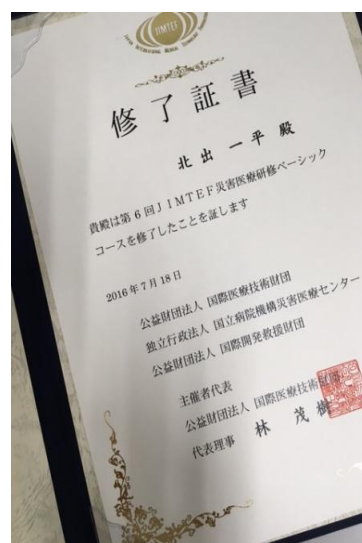 JIMTEF
修了証書
北出 一平 殿
貴殿は第6回JIMTEF災害医療研修ベーシック
コースを修了したことを証します
2016年7月18日
公益財団法人 国際医療技術財団
独立行政法人 国立病院機構災害医療センター
公益財団法人 国際開発救援財団
主催者代表
公益財団法人 国際医療技術財団
代表理事 林 茂樹